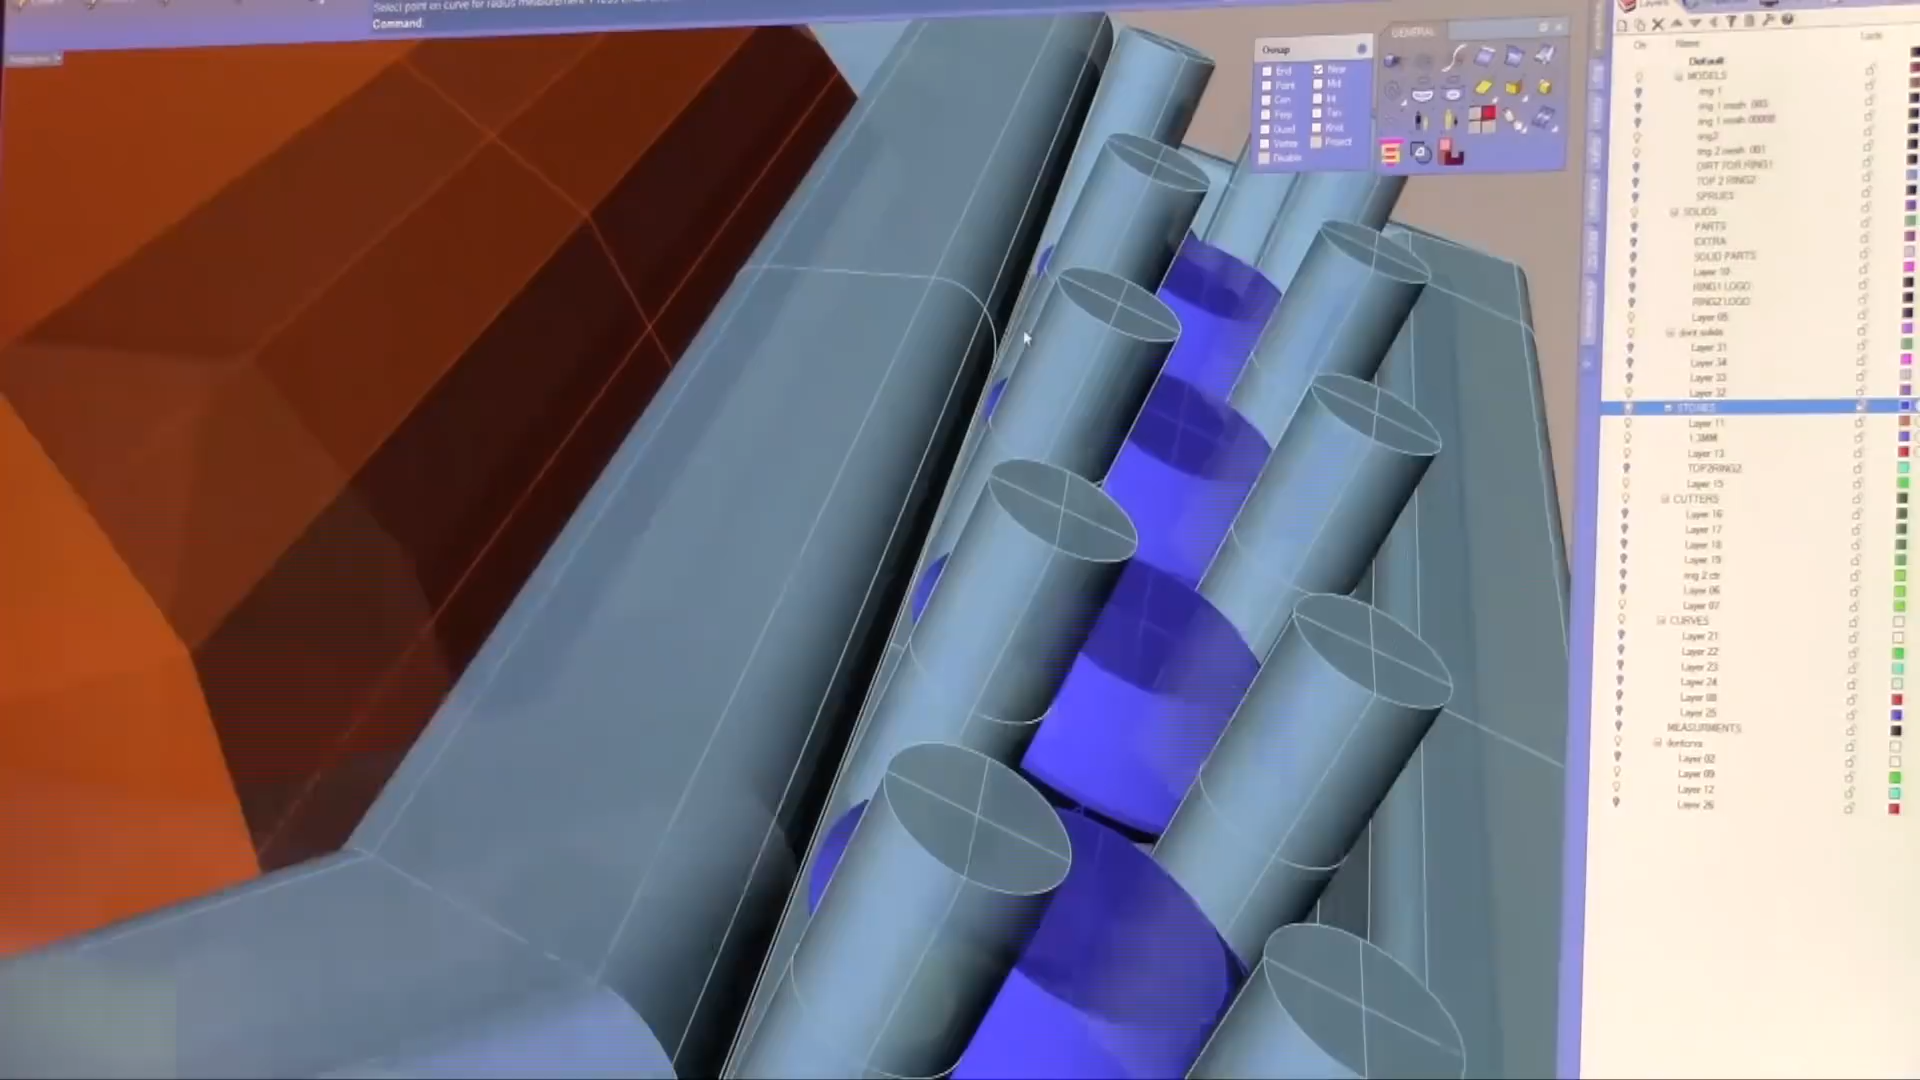 Select point on curve for radius measurement
Command:
Osnap
End
Near
Point
Mid
Cen
Int
Perp
Tan
Quad
Knot
Vertex
Project
Disable
GENERAL
Layers
On
Name
Lock
Default
MODELS
ring 1
ring 1 mesh .003
ring 1 mesh 00008
ring2
ring 2 mesh .001
DIRT FOR RING1
TOP 2 RING2
SPRUES
SOLIDS
PARTS
EXTRA
SOLID PARTS
Layer 10
RING1 LOGO
RING2 LOGO
Layer 05
dont solids
Layer 31
Layer 34
Layer 33
Layer 32
STONES
Layer 11
1.3MM
Layer 13
TOP2RING2
Layer 15
CUTTERS
Layer 16
Layer 17
Layer 18
Layer 19
ring 2 ctr
Layer 06
Layer 07
CURVES
Layer 21
Layer 22
Layer 23
Layer 24
Layer 08
Layer 25
MEASURMENTS
Layer 02
Layer 09
Layer 12
Layer 26